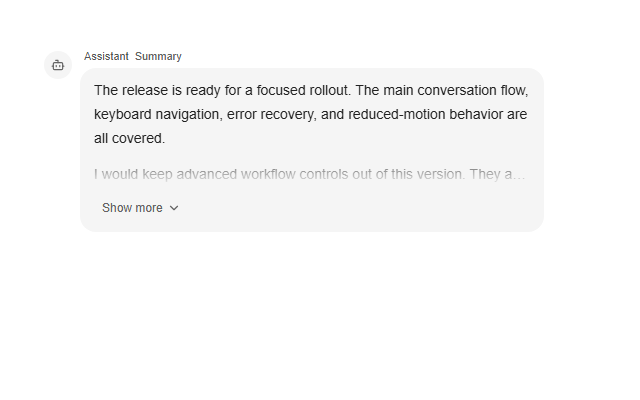 Assistant Summary
The release is ready for a focused rollout. The main conversation flow,
keyboard navigation, error recovery, and reduced-motion behavior are
all covered.
I would keep advanced workflow controls out of this version. They a...
Show more